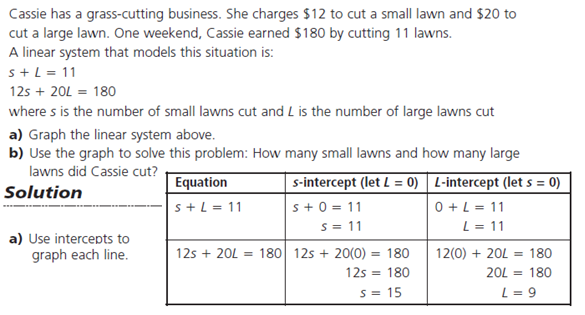 Cassie has a grass-cutting business. She charges $12 to cut a small lawn and $20 to
cut a large lawn. One weekend, Cassie earned $180 by cutting 11 lawns.
A linear system that models this situation is:
s + L = 11
12s + 20L = 180
where s is the number of small lawns cut and L is the number of large lawns cut
a) Graph the linear system above.
b) Use the graph to solve this problem: How many small lawns and how many large
lawns did Cassie cut?
Solution
a) Use intercepts to
graph each line.
Equation s-intercept (let L = 0) L-intercept (let s = 0)
s + L = 11 s + 0 = 11 0 + L = 11
s = 11 L = 11
12s + 20L = 180 12s + 20(0) = 180 12(0) + 20L = 180
12s = 180 20L = 180
s = 15 L = 9